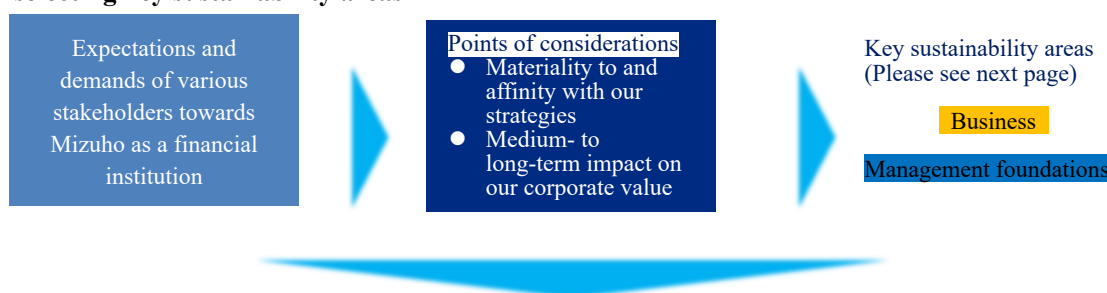 Expectations and
demands of various
stakeholders towards
Mizuho as a financial
institution
Points of considerations
● Materiality to and
affinity with our
strategies
● Medium- to
long-term impact on
our corporate value
Key sustainability areas
(Please see next page)
Business
Management foundations